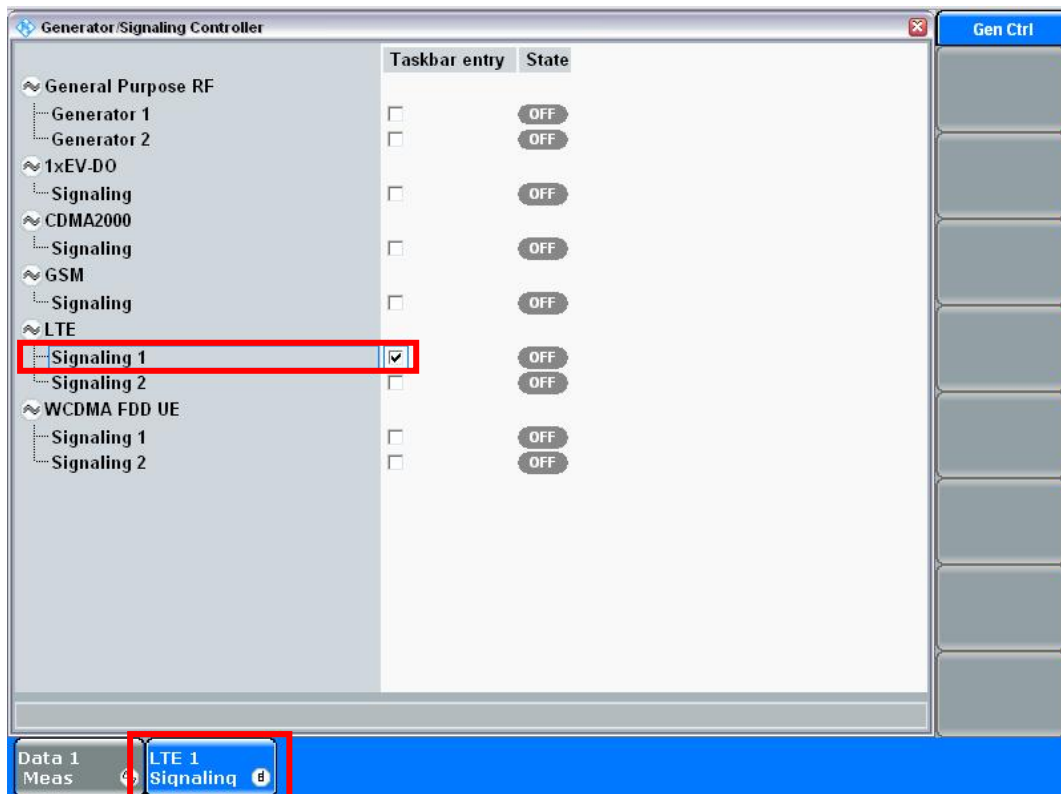 Generator/Signaling Controller
Gen Ctrl
Taskbar entry State
General Purpose RF
Generator 1 OFF
Generator 2 OFF
1xEV-DO
Signaling OFF
CDMA2000
Signaling OFF
GSM
Signaling OFF
LTE
Signaling 1 OFF
Signaling 2 OFF
WCDMA FDD UE
Signaling 1 OFF
Signaling 2 OFF
Data 1 LTE 1
Meas Signaling